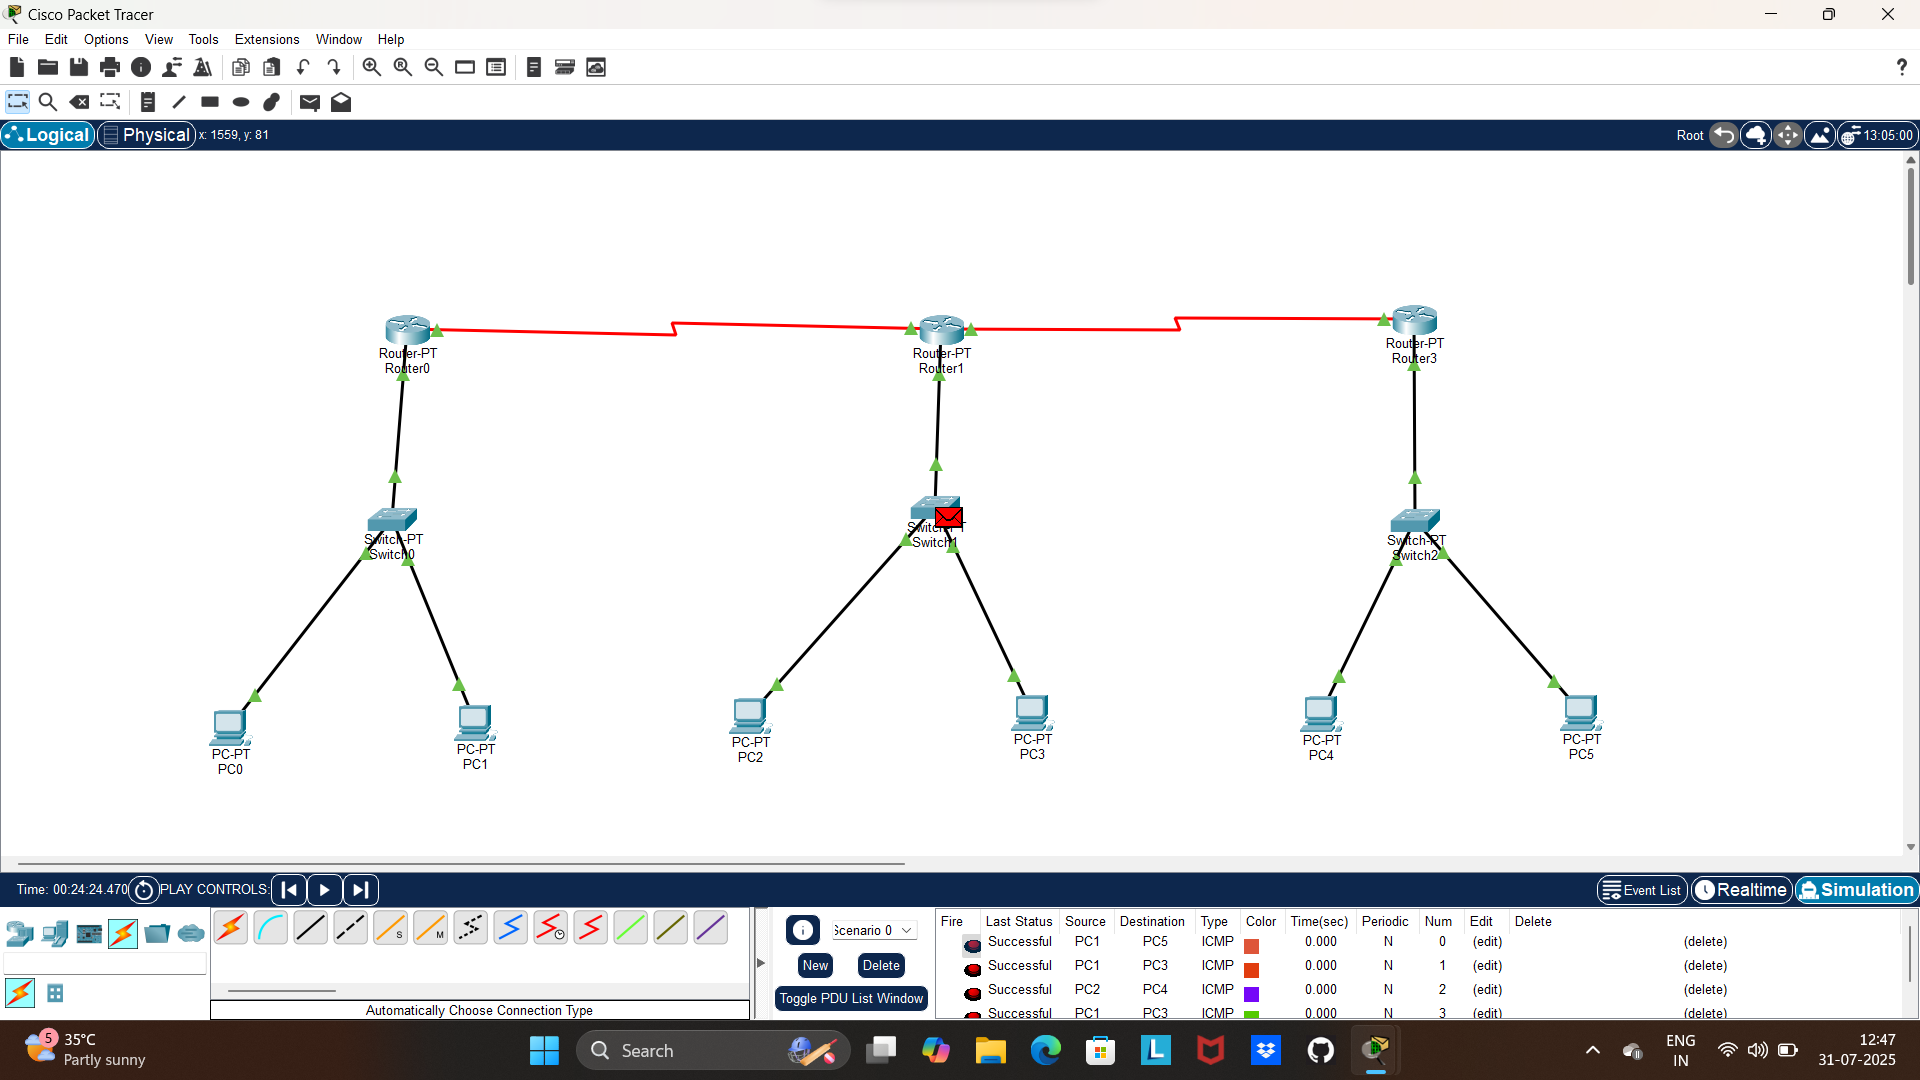 Cisco Packet Tracer
File Edit Options View Tools Extensions Window Help
?
Logical Physical x: 1559, y: 81 Root 13:05:00
Router-PT
Router0
Router-PT
Router1
Router-PT
Router3
Switch-PT
Switch0
Switch1
Switch-PT
Switch2
PC-PT
PC0
PC-PT
PC1
PC-PT
PC2
PC-PT
PC3
PC-PT
PC4
PC-PT
PC5
Time: 00:24:24.470 PLAY CONTROLS: Event List Realtime Simulation
S M
Automatically Choose Connection Type
Scenario 0
New Delete
Toggle PDU List Window
Fire Last Status Source Destination Type Color Time(sec) Periodic Num Edit Delete
Successful PC1 PC5 ICMP 0.000 N 0 (edit) (delete)
Successful PC1 PC3 ICMP 0.000 N 1 (edit) (delete)
Successful PC2 PC4 ICMP 0.000 N 2 (edit) (delete)
Successful PC1 PC3 ICMP 0.000 N 3 (edit) (delete)
5
35°C
Partly sunny
Search
L
ENG
IN
12:47
31-07-2025